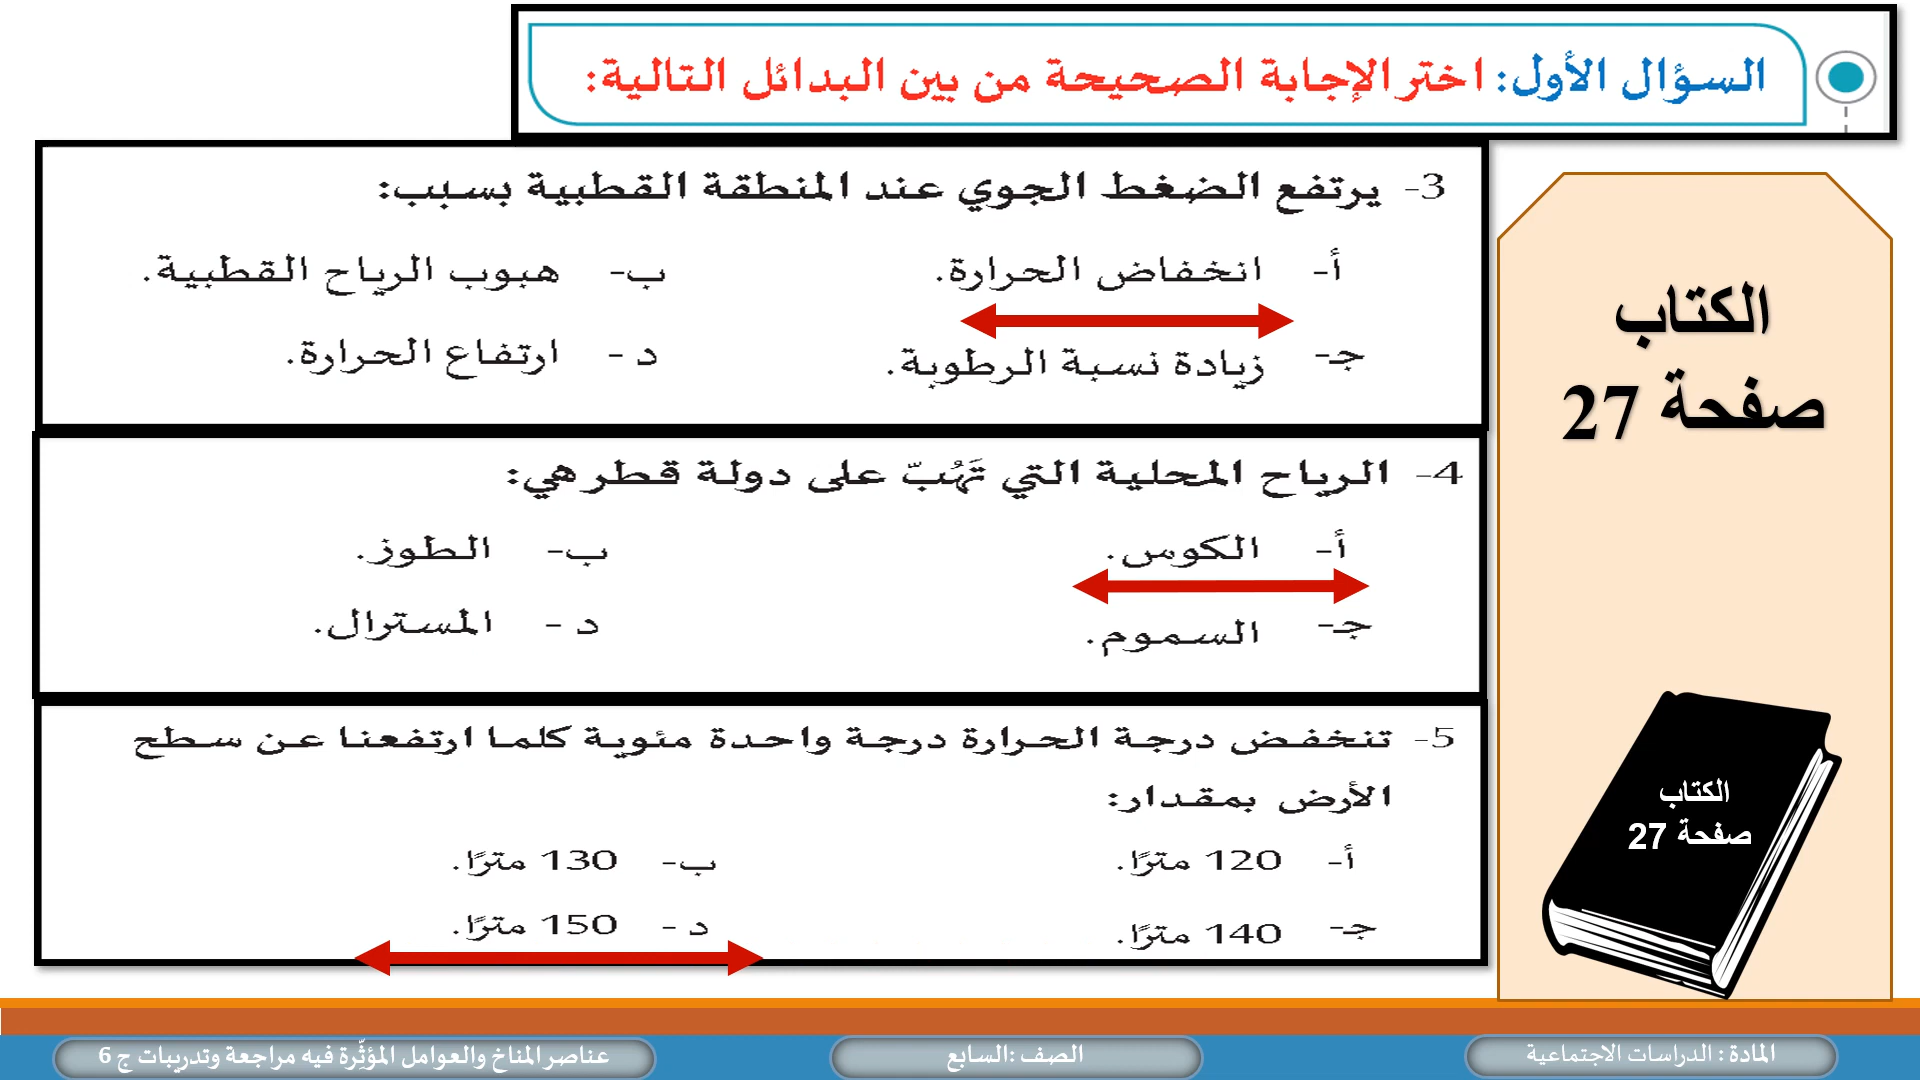 السؤال الأول: اختر الإجابة الصحيحة من بين البدائل التالية:
3- يرتفع الضغط الجوي عند المنطقة القطبية بسبب:
أ- انخفاض الحرارة. ب- هبوب الرياح القطبية.
جـ- زيادة نسبة الرطوبة. د - ارتفاع الحرارة.
4- الرياح المحلية التي تَهُبّ على دولة قطر هي:
أ- الكوس. ب- الطوز.
جـ- السموم. د - المسترال.
5- تنخفض درجة الحرارة درجة واحدة مئوية كلما ارتفعنا عن سطح
الأرض بمقدار:
أ- 120 مترًا. ب- 130 مترًا.
جـ- 140 مترًا. د - 150 مترًا.
الكتاب
صفحة 27
الكتاب
صفحة 27
المادة : الدراسات الاجتماعية
الصف :السابع
عناصر المناخ والعوامل المؤثِّرة فيه مراجعة وتدريبات ج 6